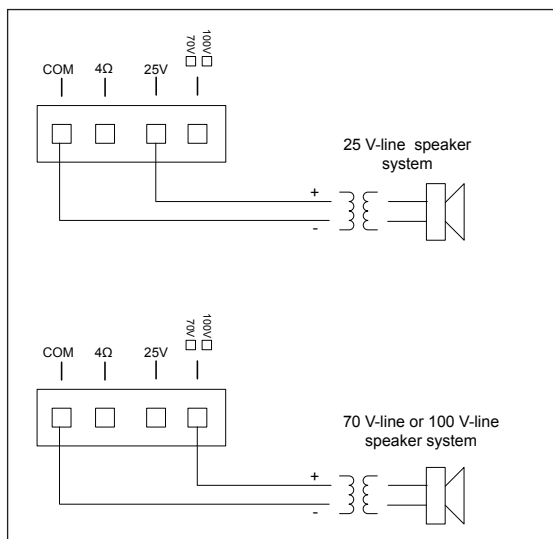 70V □
100V □
COM 4Ω 25V
25 V-line speaker
system
+
-
70V □
100V □
COM 4Ω 25V
70 V-line or 100 V-line
speaker system
+
-